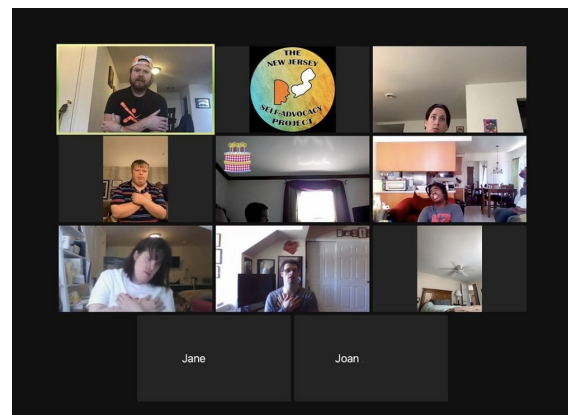 THE
NEW JERSEY
SELF-ADVOCACY
PROJECT
Jane
Joan